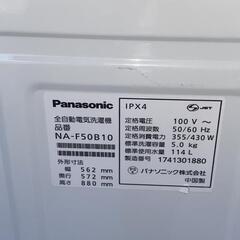 Panasonic
全自動電気洗濯機
品番
NA-F50B10
外形寸法
幅 562 mm
奥行 572 mm
高さ 880 mm
IPX4
JET
定格電圧 100 V ~
定格周波数 50/60 Hz
定格消費電力 355/430 W
標準洗濯容量 5.0 kg
標準使用水量 114 L
製造番号 1741301880
パナソニック株式会社
中国製